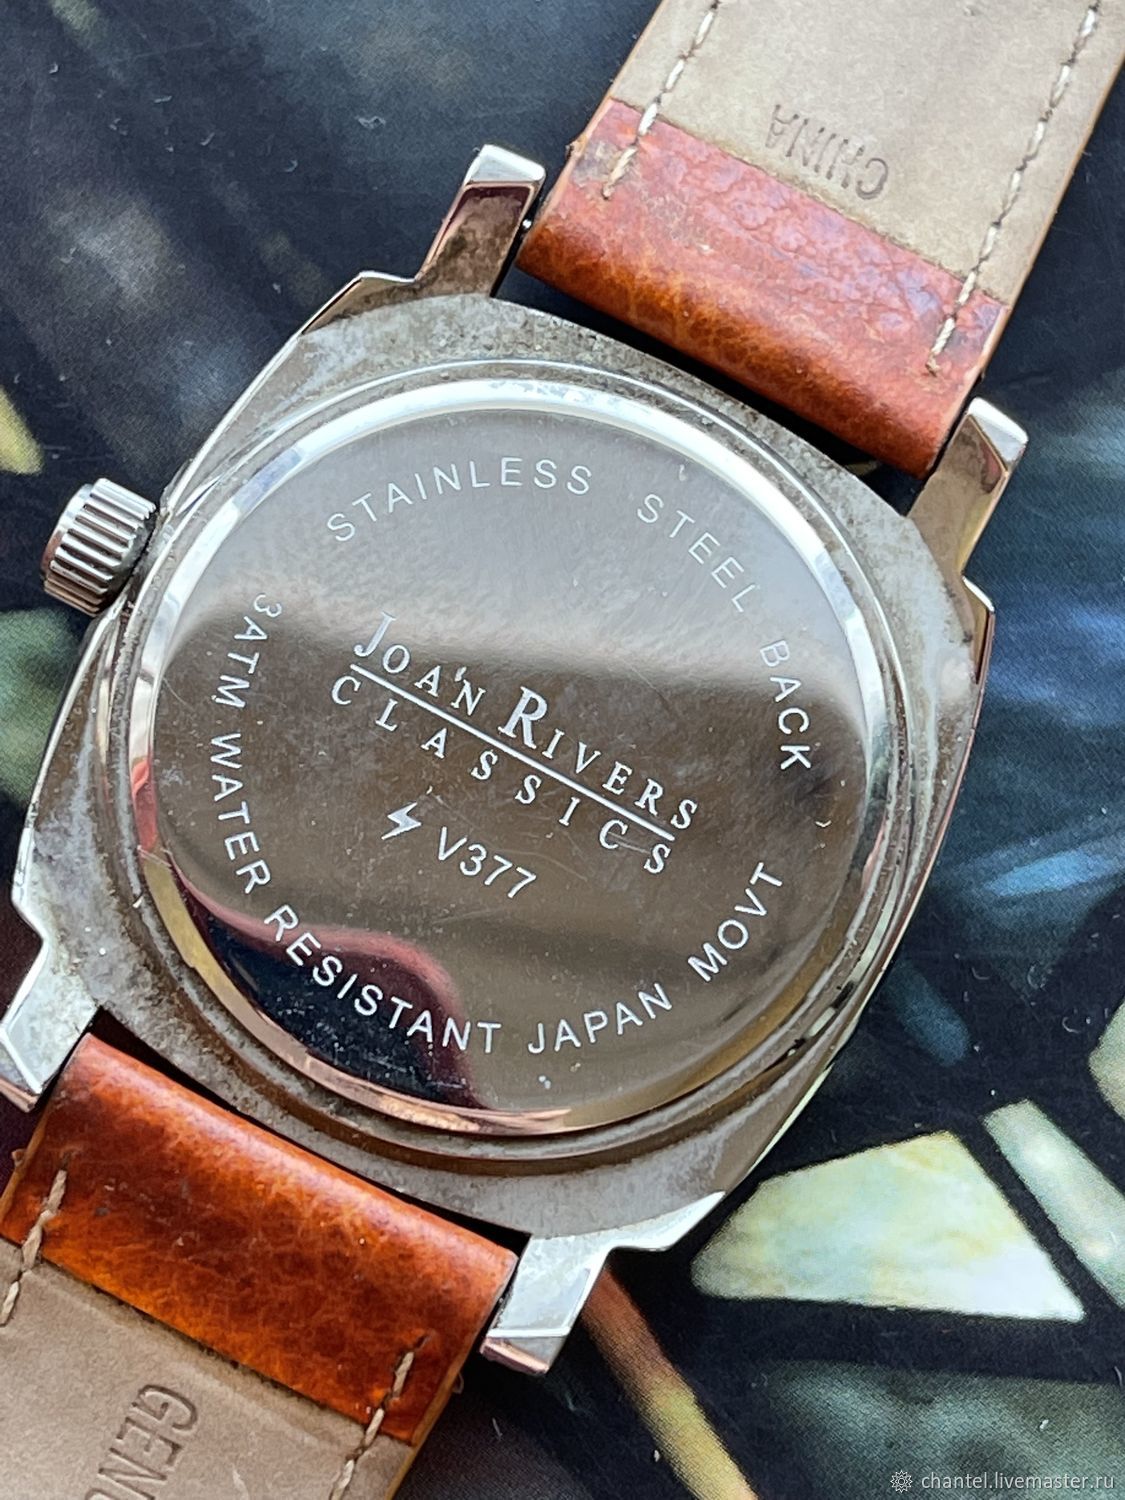 CHINA
STAINLESS STEEL BACK
JOAN RIVERS
CLASSICS
V377
3ATM WATER RESISTANT JAPAN MOVT
chantel.livemaster.ru